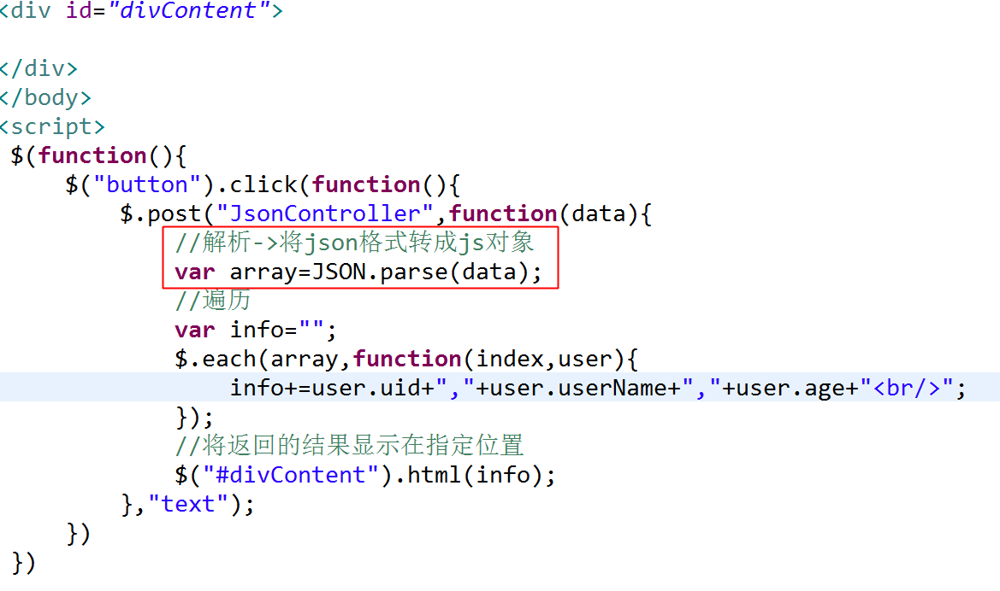 <div id="divContent">
</div>
</body>
<script>
$(function(){
$("button").click(function(){
$.post("JsonController",function(data){
//解析->将json格式转成js对象
var array=JSON.parse(data);
//遍历
var info="";
$.each(array,function(index,user){
info+=user.uid+","+user.userName+","+user.age+"<br/>";
});
//将返回的结果显示在指定位置
$("#divContent").html(info);
},"text");
})
})